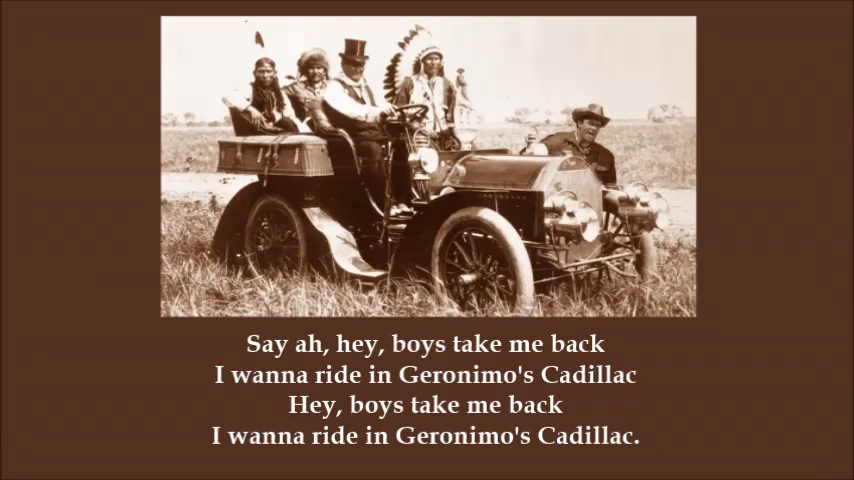 Say ah, hey, boys take me back
I wanna ride in Geronimo's Cadillac
Hey, boys take me back
I wanna ride in Geronimo's Cadillac.